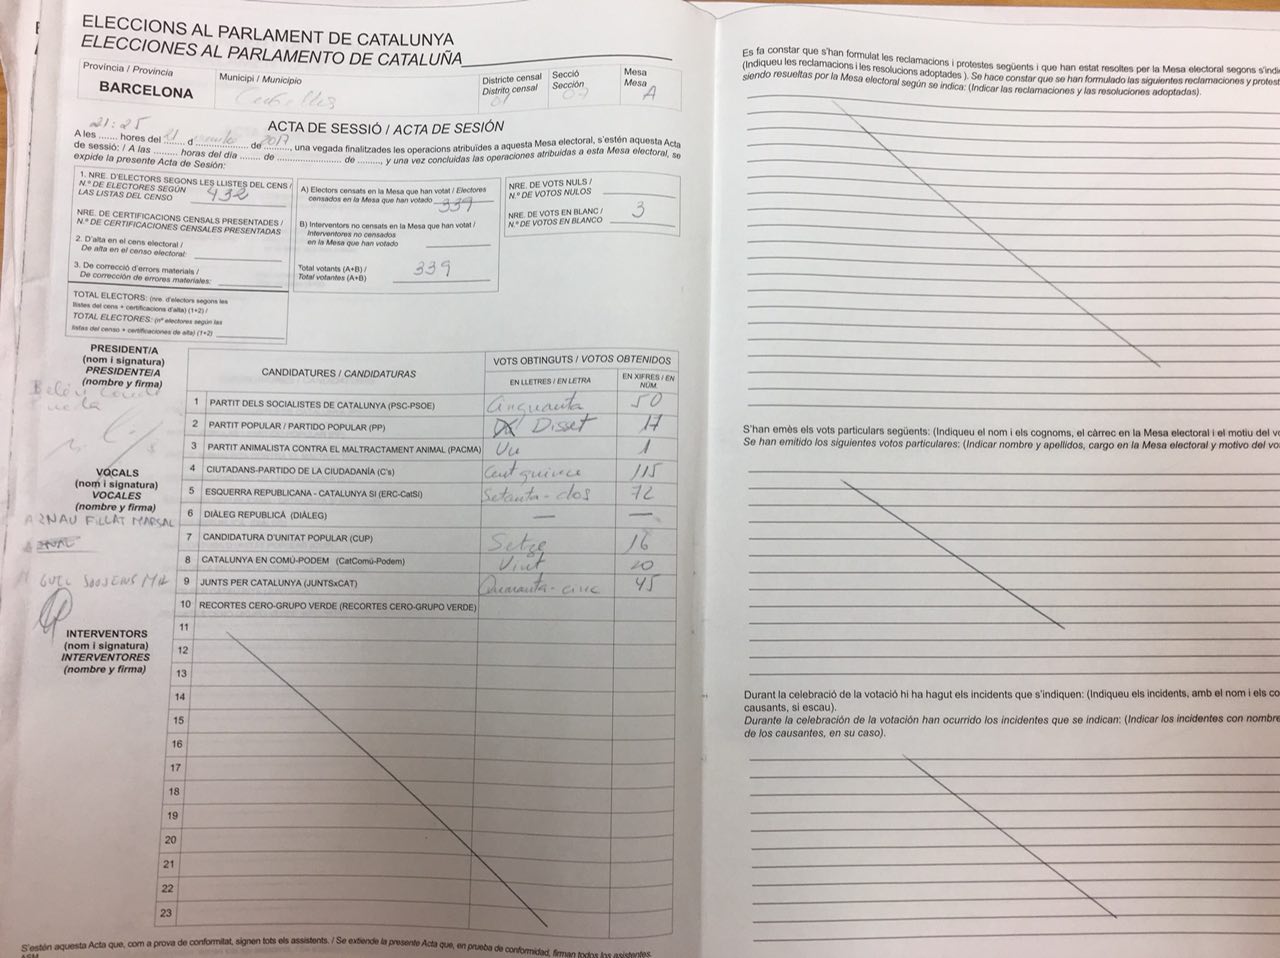 ELECCIONS AL PARLAMENT DE CATALUNYA
ELECCIONES AL PARLAMENTO DE CATALUÑA
Província / Provincia
BARCELONA
Municipi / Municipio
Districte censal
Distrito censal
01
Secció
Sección
Mesa
Mesa
A
ACTA DE SESSIÓ / ACTA DE SESIÓN
21:25
A les ....... hores del 21 d de 2017, una vegada finalitzades les operacions atribuïdes a aquesta Mesa electoral, s'estén aquesta Acta
de sessió: / A las ........ horas del día ........ de ........................ de ........, y una vez concluidas las operaciones atribuidas a esta Mesa electoral, se
expide la presente Acta de Sesión:
1. NRE. D'ELECTORS SEGONS LES LLISTES DEL CENS /
N.º DE ELECTORES SEGÚN
LAS LISTAS DEL CENSO
432
NRE. DE CERTIFICACIONS CENSALS PRESENTADES /
N.º DE CERTIFICACIONES CENSALES PRESENTADAS
2. D'alta en el cens electoral /
De alta en el censo electoral:
3. De correcció d'errors materials /
De corrección de errores materiales:
TOTAL ELECTORS: (nre. d'electors segons les
llistes del cens + certificacions d'alta) (1+2) /
TOTAL ELECTORES: (nº electores según las
listas del censo + certificaciones de alta) (1+2)
A) Electors censats en la Mesa que han votat / Electores
censados en la Mesa que han votado 339
B) Interventors no censats en la Mesa que han votat /
Interventores no censados
en la Mesa que han votado
Total votants (A+B) /
Total votantes (A+B)
339
NRE. DE VOTS NULS /
N.º DE VOTOS NULOS
NRE. DE VOTS EN BLANC /
N.º DE VOTOS EN BLANCO
3
PRESIDENT/A
(nom i signatura)
PRESIDENTE/A
(nombre y firma)
Belén
VOCALS
(nom i signatura)
VOCALES
(nombre y firma)
ARNAU FILLAT MARSAL
INTERVENTORS
(nom i signatura)
INTERVENTORES
(nombre y firma)
CANDIDATURES / CANDIDATURAS
VOTS OBTINGUTS / VOTOS OBTENIDOS
EN LLETRES / EN LETRA
EN XIFRES / EN NÚM.
1 PARTIT DELS SOCIALISTES DE CATALUNYA (PSC-PSOE) Cinquanta 50
2 PARTIT POPULAR / PARTIDO POPULAR (PP) Disset 17
3 PARTIT ANIMALISTA CONTRA EL MALTRACTAMENT ANIMAL (PACMA) Un 1
4 CIUTADANS-PARTIDO DE LA CIUDADANÍA (C's) Cent quinze 115
5 ESQUERRA REPUBLICANA - CATALUNYA SÍ (ERC-CatSí) Setanta-dos 72
6 DIÀLEG REPUBLICÀ (DIÀLEG) — —
7 CANDIDATURA D'UNITAT POPULAR (CUP) Setze 16
8 CATALUNYA EN COMÚ-PODEM (CatComú-Podem) Vint 20
9 JUNTS PER CATALUNYA (JUNTSxCAT) Quaranta-cinc 45
10 RECORTES CERO-GRUPO VERDE (RECORTES CERO-GRUPO VERDE)
11
12
13
14
15
16
17
18
19
20
21
22
23
S'estén aquesta Acta que, com a prova de conformitat, signen tots els assistents. / Se extiende la presente Acta que, en prueba de conformidad, firman todos los asistentes.
Es fa constar que s'han formulat les reclamacions i protestes següents i que han estat resoltes per la Mesa electoral segons s'indi
(Indiqueu les reclamacions i les resolucions adoptades). Se hace constar que se han formulado las siguientes reclamaciones y protest
siendo resueltas por la Mesa electoral según se indica: (Indicar las reclamaciones y las resoluciones adoptadas).
S'han emès els vots particulars següents: (Indiqueu el nom i els cognoms, el càrrec en la Mesa electoral i el motiu del vo
Se han emitido los siguientes votos particulares: (Indicar nombre y apellidos, cargo en la Mesa electoral y motivo del vo
Durant la celebració de la votació hi ha hagut els incidents que s'indiquen: (Indiqueu els incidents, amb el nom i els co
causants, si escau).
Durante la celebración de la votación han ocurrido los incidentes que se indican: (Indicar los incidentes con nombre
de los causantes, en su caso).